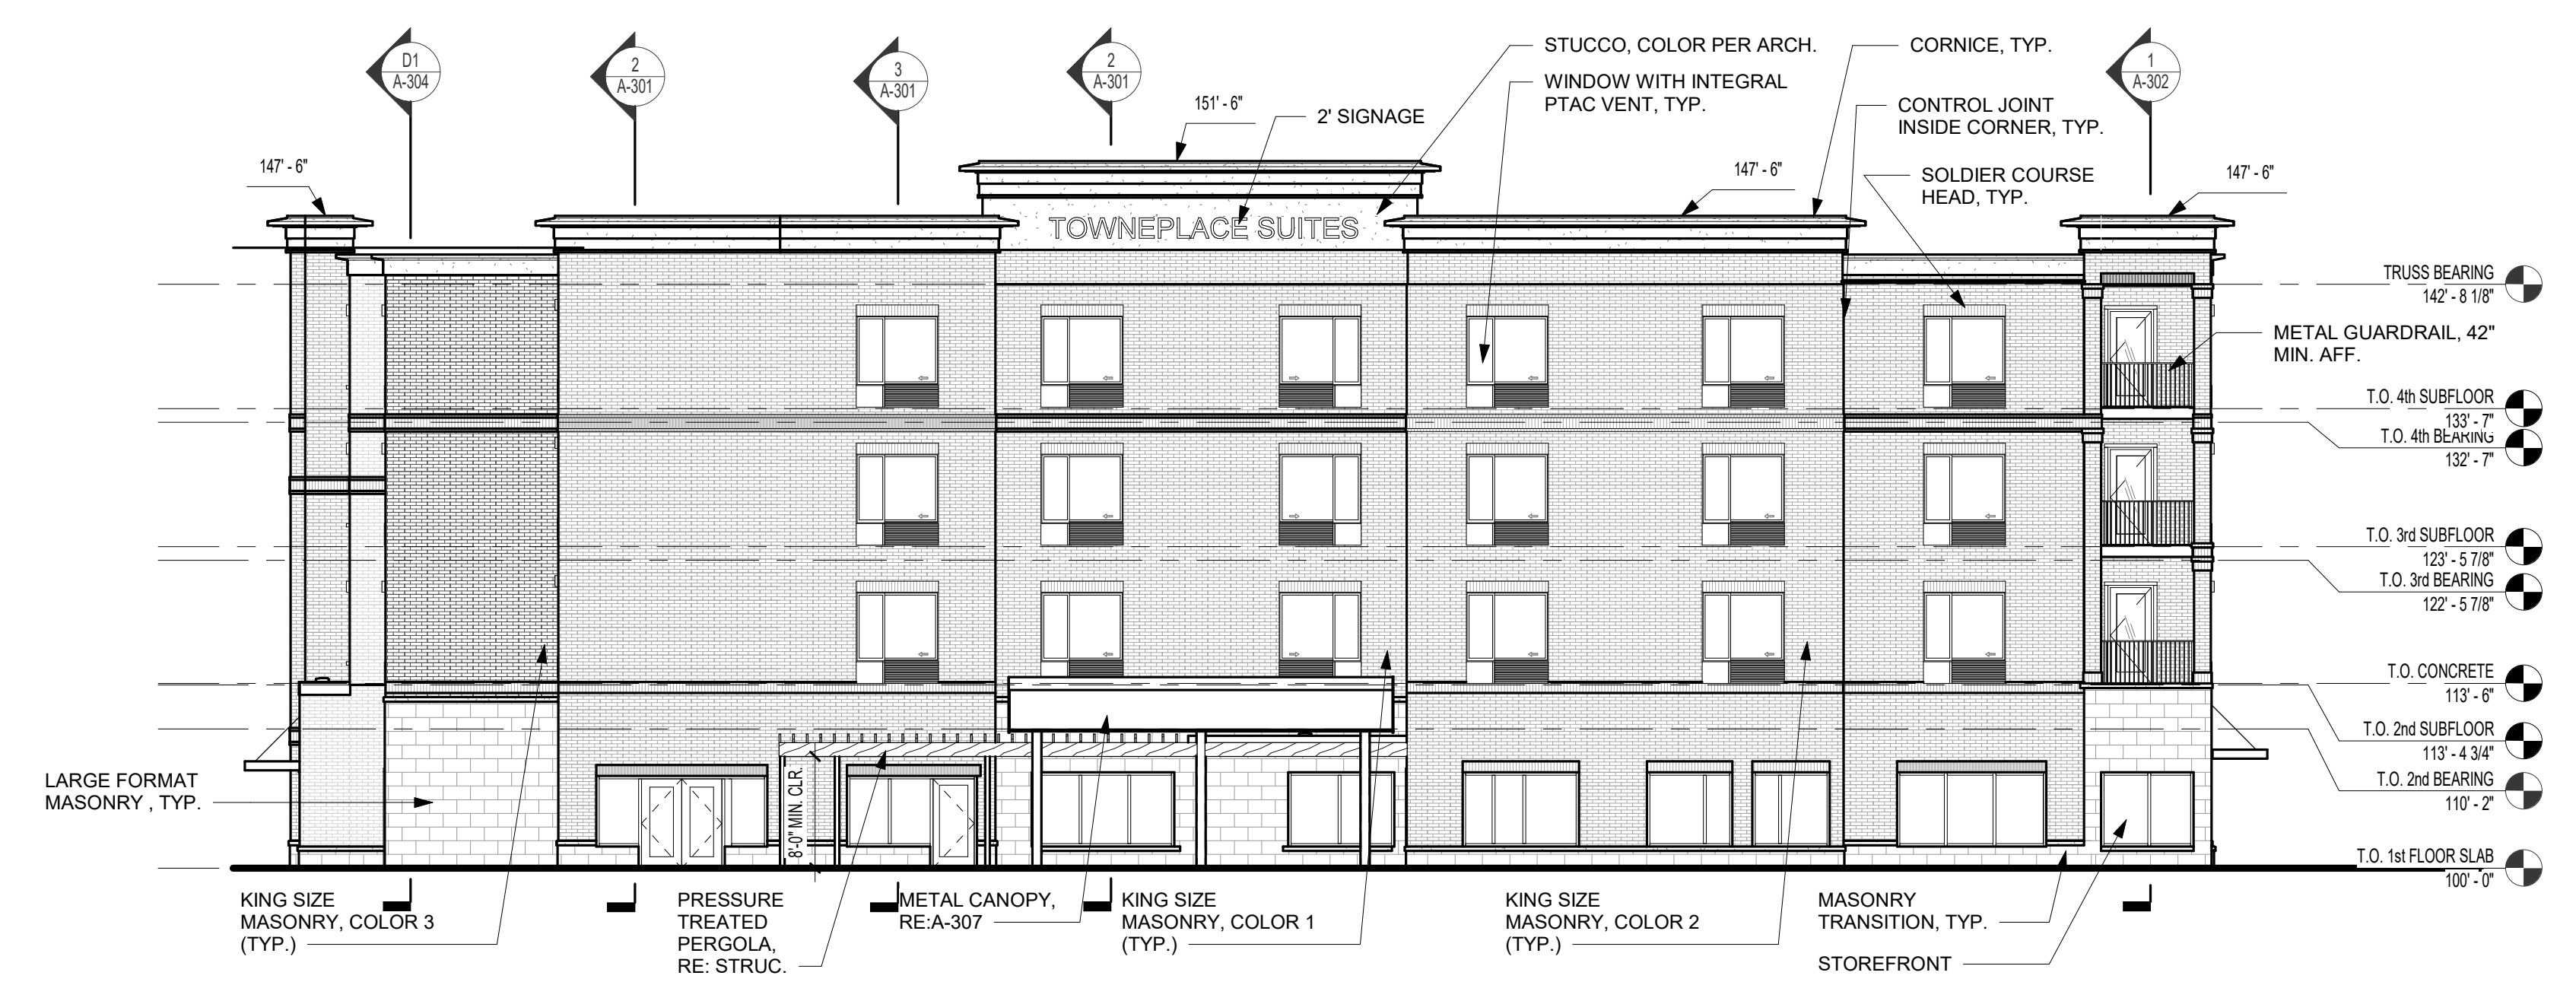 D1
A-304
2
A-301
3
A-301
2
A-301
1
A-302
STUCCO, COLOR PER ARCH.
CORNICE, TYP.
WINDOW WITH INTEGRAL
PTAC VENT, TYP.
2' SIGNAGE
CONTROL JOINT
INSIDE CORNER, TYP.
SOLDIER COURSE
HEAD, TYP.
151' - 6"
147' - 6"
147' - 6"
147' - 6"
TOWNEPLACE SUITES
TRUSS BEARING
142' - 8 1/8"
METAL GUARDRAIL, 42"
MIN. AFF.
T.O. 4th SUBFLOOR
133' - 7"
T.O. 4th BEARING
132' - 7"
T.O. 3rd SUBFLOOR
123' - 5 7/8"
T.O. 3rd BEARING
122' - 5 7/8"
T.O. CONCRETE
113' - 6"
T.O. 2nd SUBFLOOR
113' - 4 3/4"
T.O. 2nd BEARING
110' - 2"
T.O. 1st FLOOR SLAB
100' - 0"
LARGE FORMAT
MASONRY , TYP.
8'-0" MIN. CLR.
KING SIZE
MASONRY, COLOR 3
(TYP.)
PRESSURE
TREATED
PERGOLA,
RE: STRUC.
METAL CANOPY,
RE:A-307
KING SIZE
MASONRY, COLOR 1
(TYP.)
KING SIZE
MASONRY, COLOR 2
(TYP.)
MASONRY
TRANSITION, TYP.
STOREFRONT